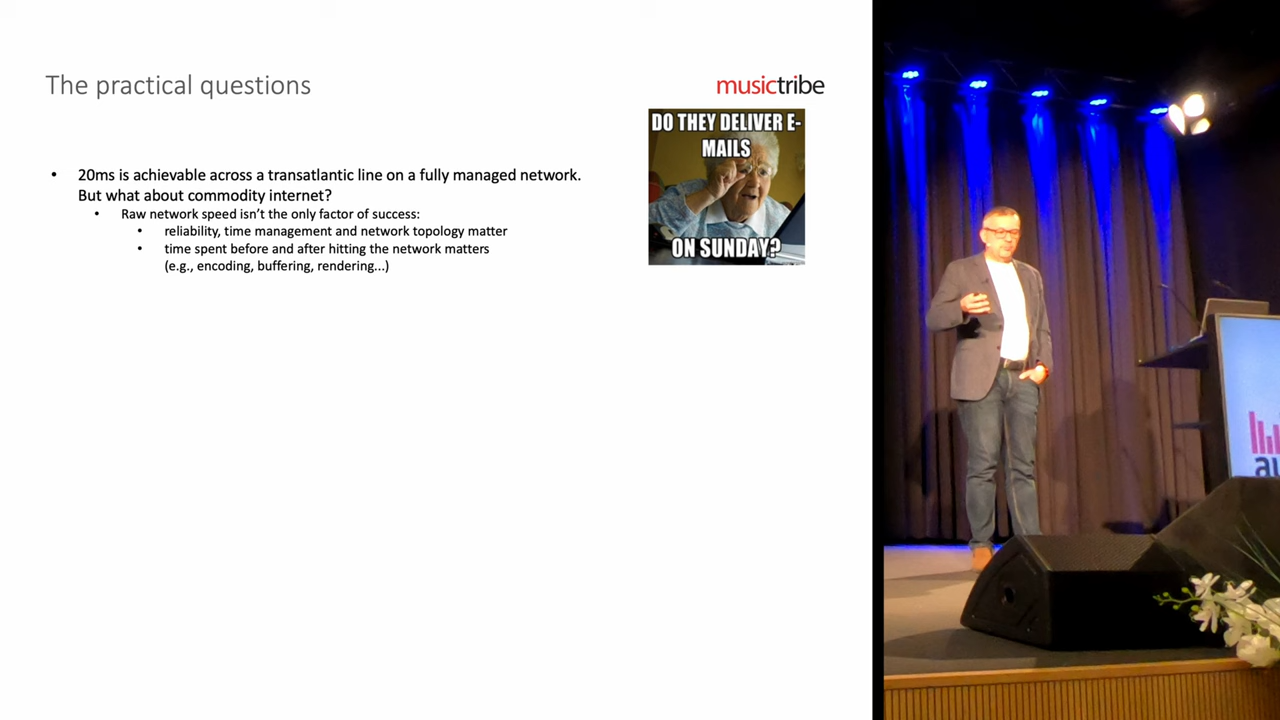 The practical questions
musictribe
DO THEY DELIVER E-
MAILS
ON SUNDAY?
• 20ms is achievable across a transatlantic line on a fully managed network.
But what about commodity internet?
• Raw network speed isn't the only factor of success:
• reliability, time management and network topology matter
• time spent before and after hitting the network matters
(e.g., encoding, buffering, rendering...)
au